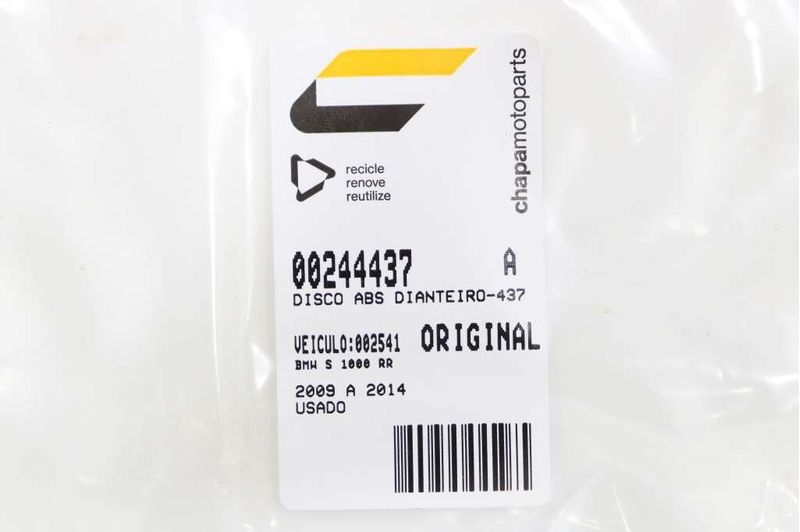 chapamotoparts
recicle
renove
reutilize
00244437 A
DISCO ABS DIANTEIRO-437
VEICULO:002541 ORIGINAL
BMW S 1000 RR
2009 A 2014
USADO